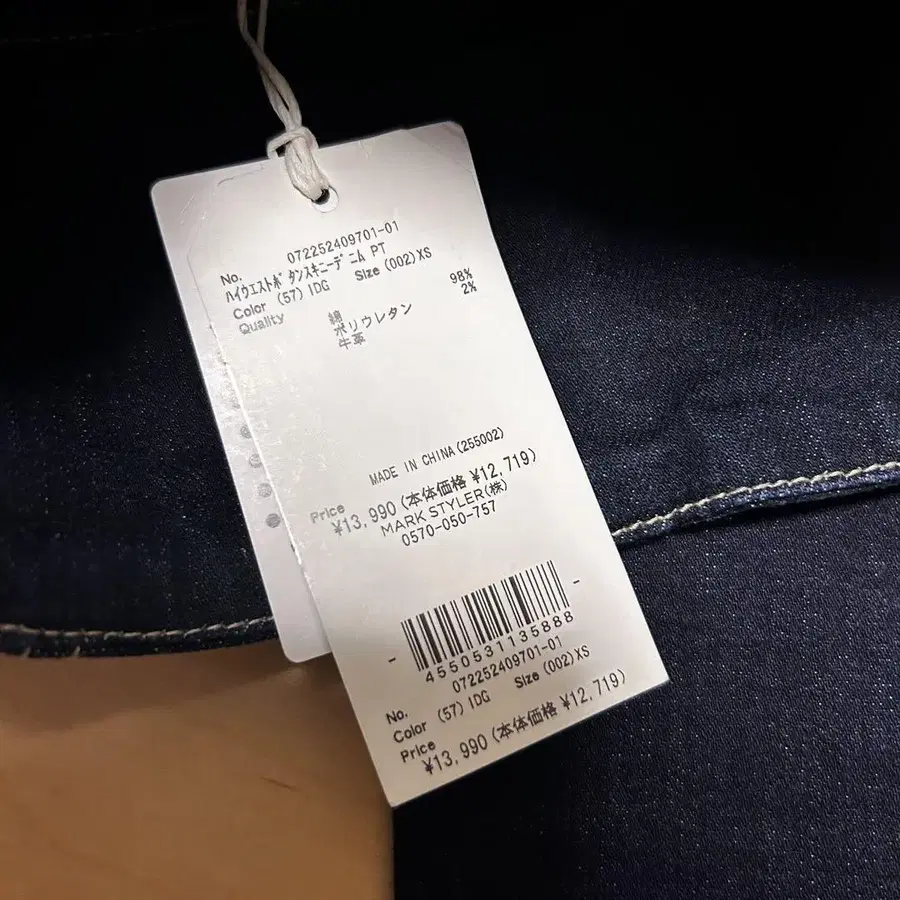 No. 072252409701-01
ﾊｲｳｴｽﾄﾎﾞﾀﾝｽｷﾆｰﾃﾞﾆﾑ PT
Color (57) IDG Size (002)XS
Quality 綿 98%
ポリウレタン 2%
牛革
MADE IN CHINA(255002)
Price ¥13,990(本体価格 ¥12,719)
MARK STYLER(株)
0570-050-757
4550531135888
No. 072252409701-01
Color (57) IDG Size (002)XS
Price ¥13,990(本体価格 ¥12,719)